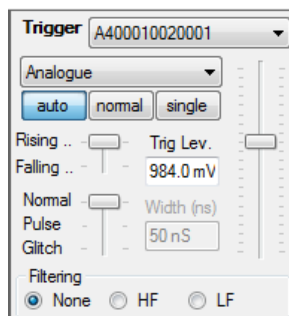 Trigger A400010020001
Analogue
auto normal single
Rising .. Trig Lev.
Falling .. 984.0 mV
Normal Width (ns)
Pulse 50 nS
Glitch
Filtering
None HF LF